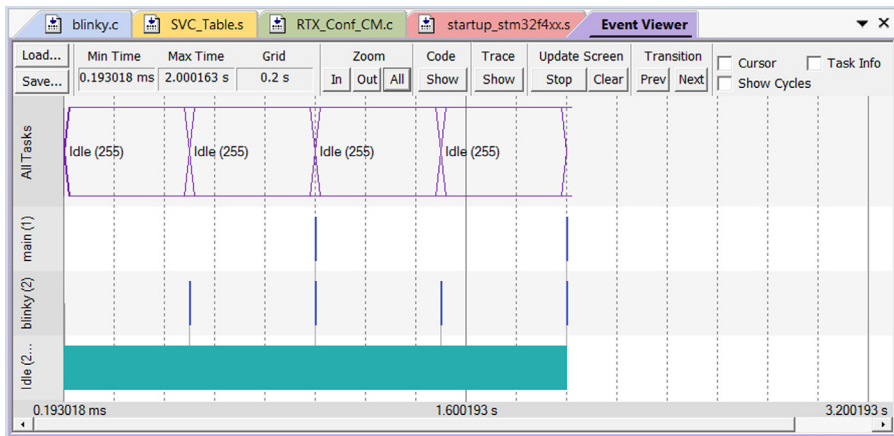 blinky.c SVC_Table.s RTX_Conf_CM.c startup_stm32f4xx.s Event Viewer
Load... Min Time Max Time Grid Zoom Code Trace Update Screen Transition Cursor Task Info
Save... 0.193018 ms 2.000163 s 0.2 s In Out All Show Show Stop Clear Prev Next Show Cycles
All Tasks
Idle (255) Idle (255) Idle (255) Idle (255)
main (1)
blinky (2)
Idle (2...
0.193018 ms 1.600193 s 3.200193 s